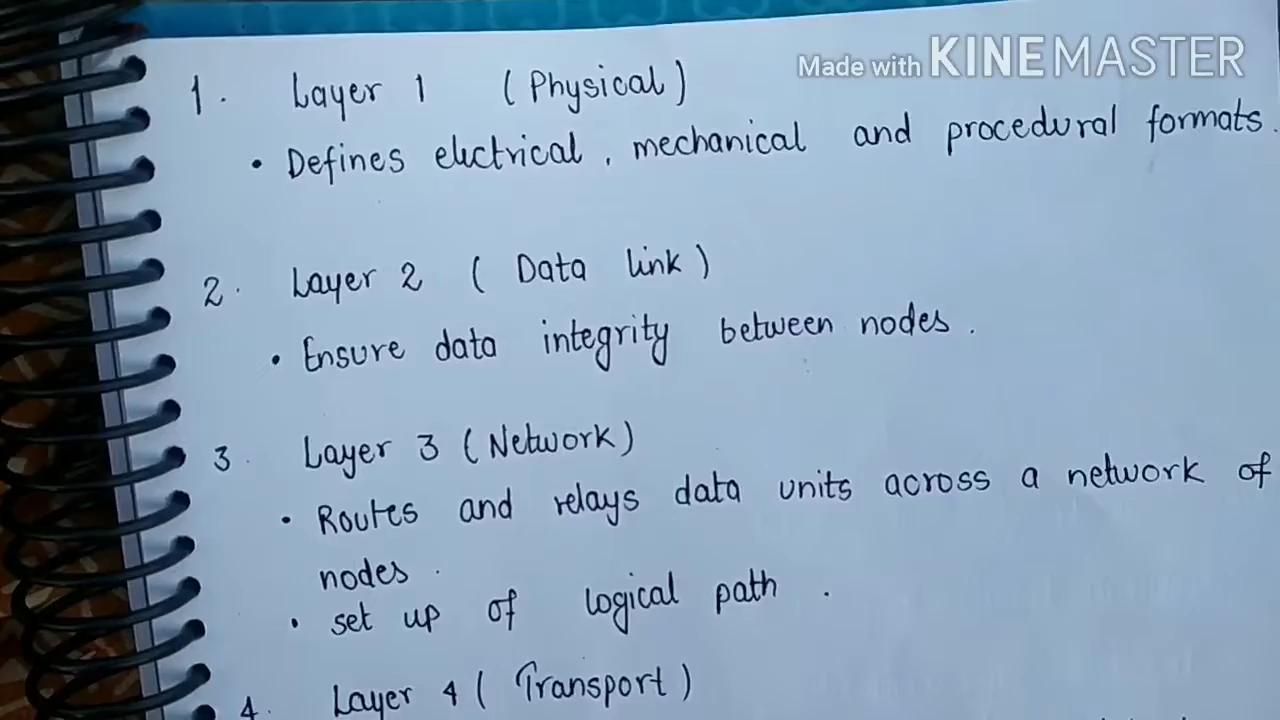 Made with KINEMASTER
1. Layer 1 (Physical)
• Defines electrical, mechanical and procedural formats.
2. Layer 2 (Data link)
• Ensure data integrity between nodes.
3. Layer 3 (Network)
• Routes and relays data units across a network of
nodes.
• set up of logical path.
4. Layer 4 (Transport)